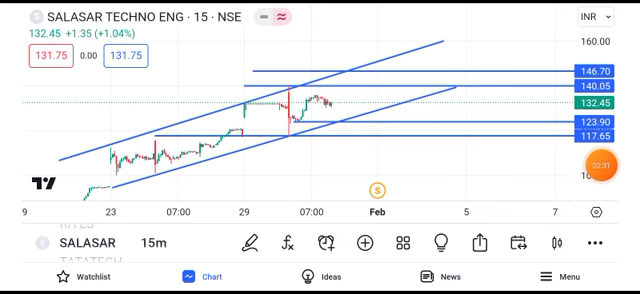 S SALASAR TECHNO ENG · 15 · NSE
INR
132.45 +1.35 (+1.04%)
131.75 0.00 131.75
160.00
146.70
140.05
132.45
123.90
117.65
02:31
S
9 23 07:00 29 07:00 Feb 5 7
RITES
S SALASAR 15m
TATATECH
Watchlist Chart Ideas News Menu